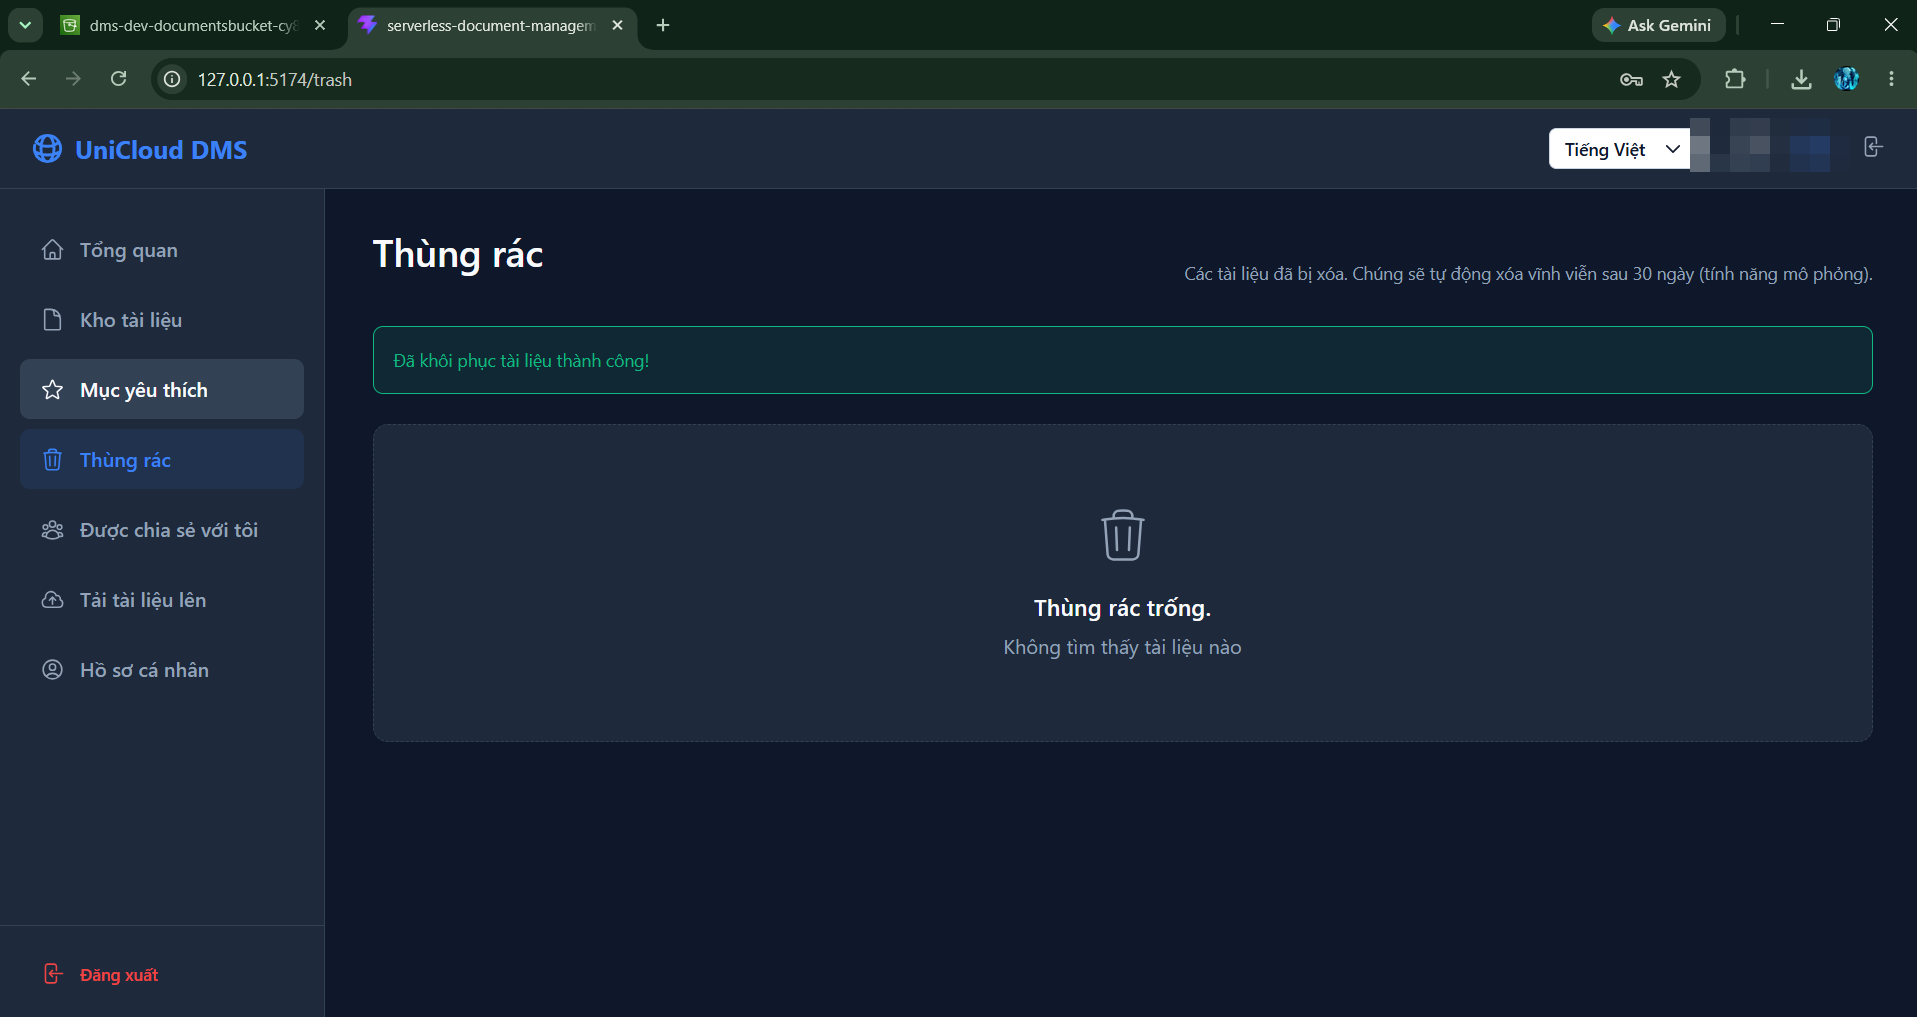 dms-dev-documentsbucket-cy8
serverless-document-managem
Ask Gemini
127.0.0.1:5174/trash
UniCloud DMS
Tiếng Việt
Tổng quan
Kho tài liệu
Mục yêu thích
Thùng rác
Được chia sẻ với tôi
Tải tài liệu lên
Hồ sơ cá nhân
Đăng xuất
Thùng rác
Các tài liệu đã bị xóa. Chúng sẽ tự động xóa vĩnh viễn sau 30 ngày (tính năng mô phỏng).
Đã khôi phục tài liệu thành công!
Thùng rác trống.
Không tìm thấy tài liệu nào